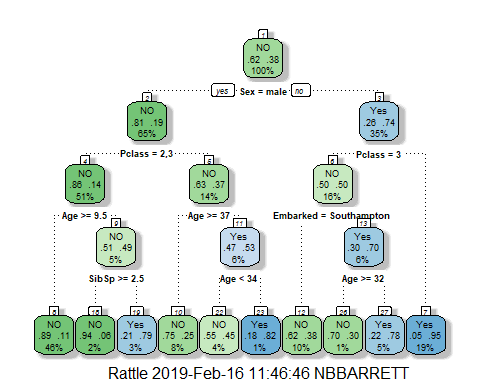 1
NO
.62 .38
100%
yes Sex = male no
2
NO
.81 .19
65%
3
Yes
.26 .74
35%
Pclass = 2,3
Pclass = 3
4
NO
.86 .14
51%
5
NO
.63 .37
14%
6
NO
.50 .50
16%
Age >= 9.5
Age >= 37
Embarked = Southampton
9
NO
.51 .49
5%
11
Yes
.47 .53
6%
13
Yes
.30 .70
6%
SibSp >= 2.5
Age < 34
Age >= 32
8
NO
.89 .11
46%
18
NO
.94 .06
2%
19
Yes
.21 .79
3%
10
NO
.75 .25
8%
22
NO
.55 .45
4%
23
Yes
.18 .82
1%
12
NO
.62 .38
10%
26
NO
.70 .30
1%
27
Yes
.22 .78
5%
7
Yes
.05 .95
19%
Rattle 2019-Feb-16 11:46:46 NBBARRETT